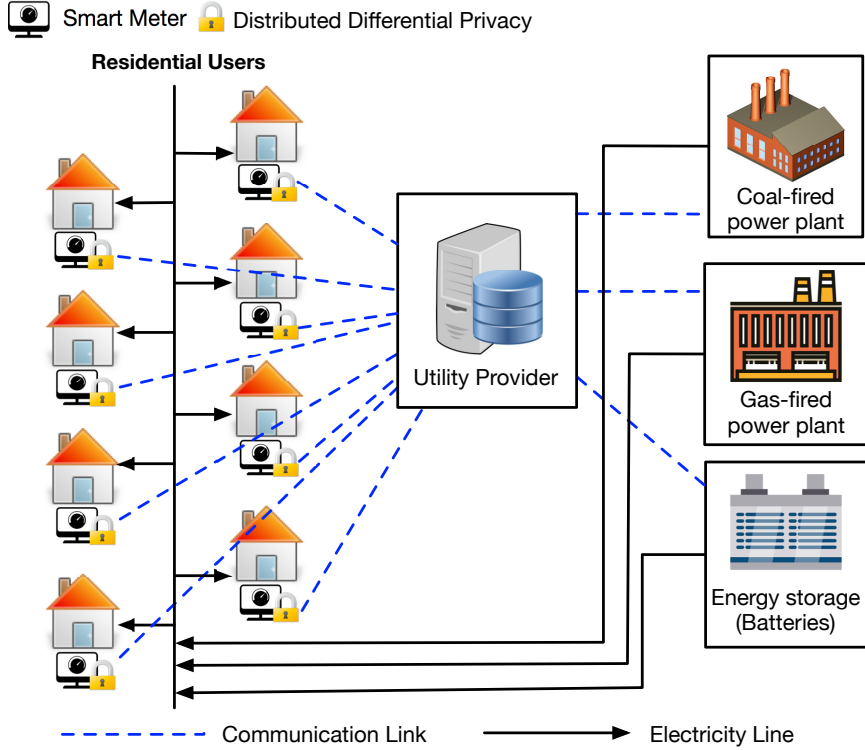 Smart Meter
Distributed Differential Privacy
Residential Users
Coal-fired
power plant
Utility Provider
Gas-fired
power plant
Energy storage
(Batteries)
Communication Link
Electricity Line